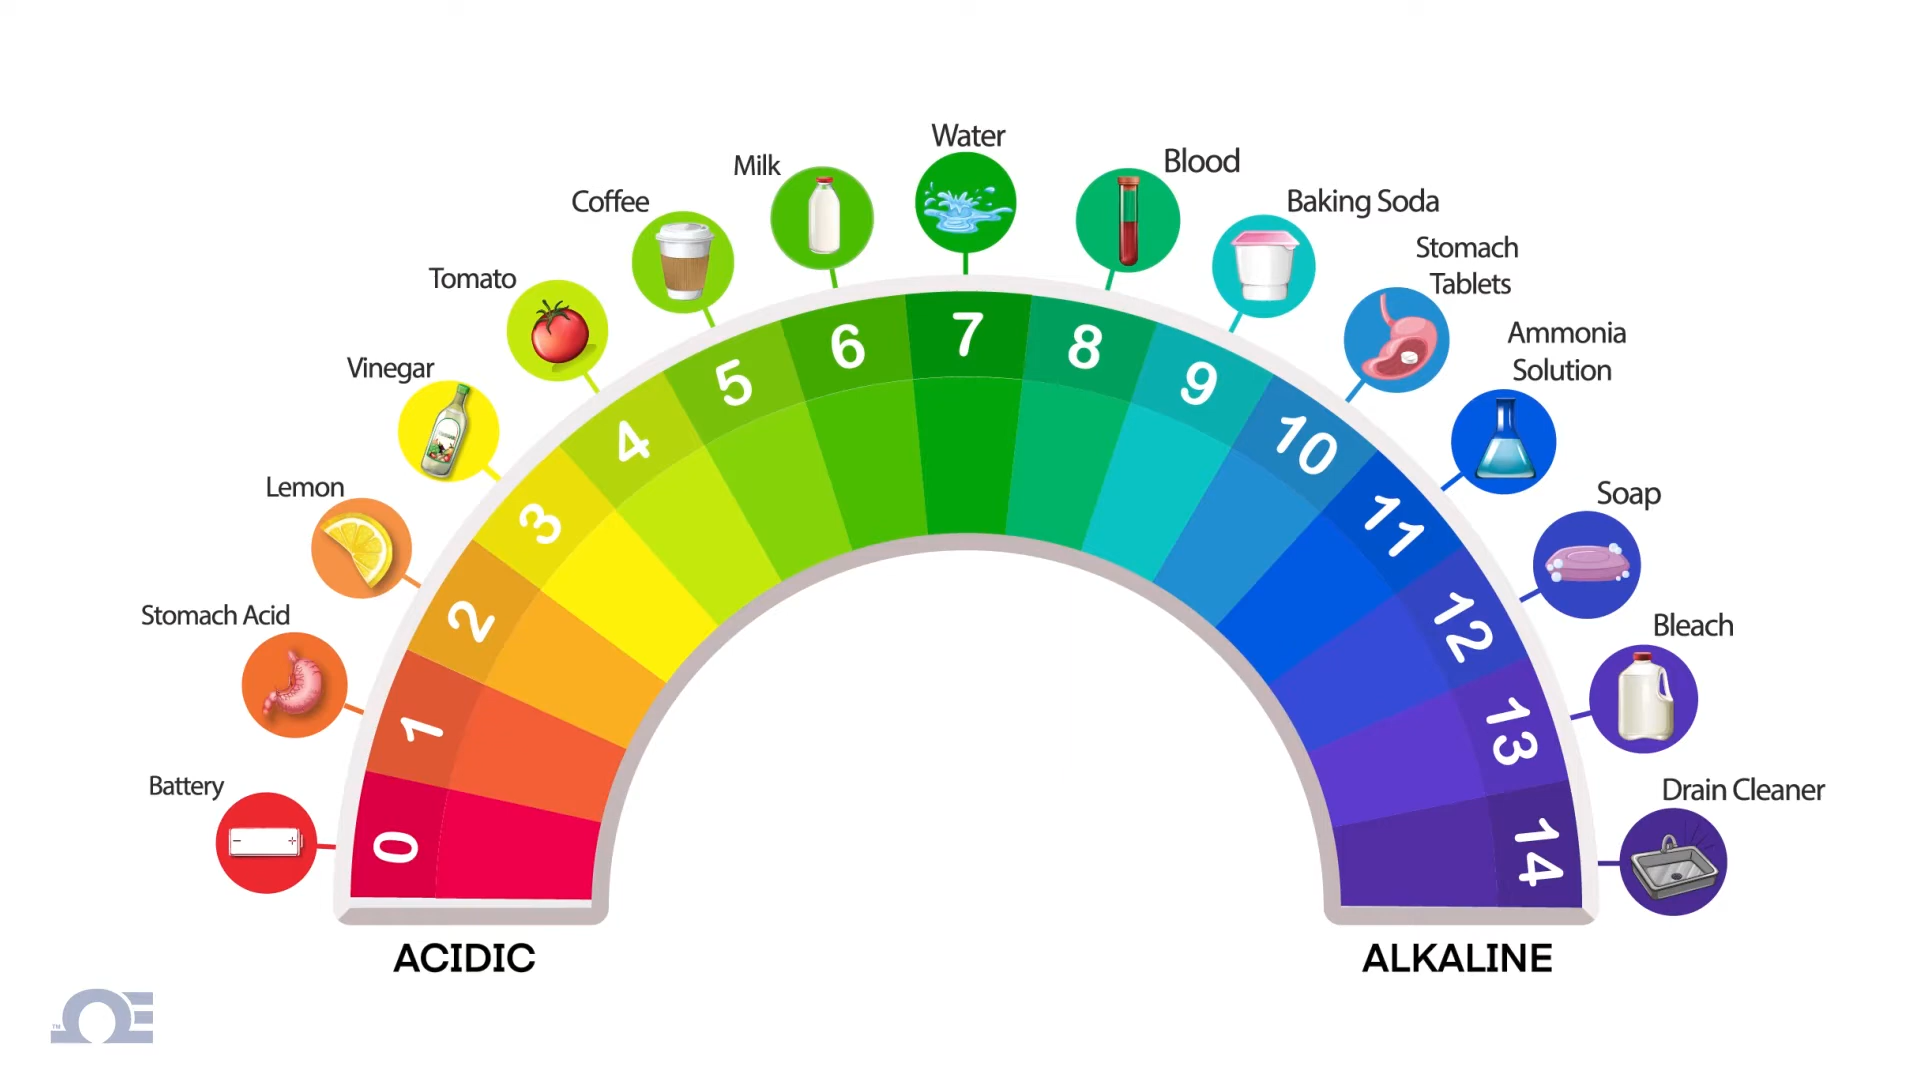 Water
Milk
Blood
Coffee
Baking Soda
Stomach
Tablets
Tomato
Ammonia
Solution
Vinegar
Soap
Lemon
Bleach
Stomach Acid
Drain Cleaner
Battery
0
1
2
3
4
5
6
7
8
9
10
11
12
13
14
ACIDIC
ALKALINE
TM